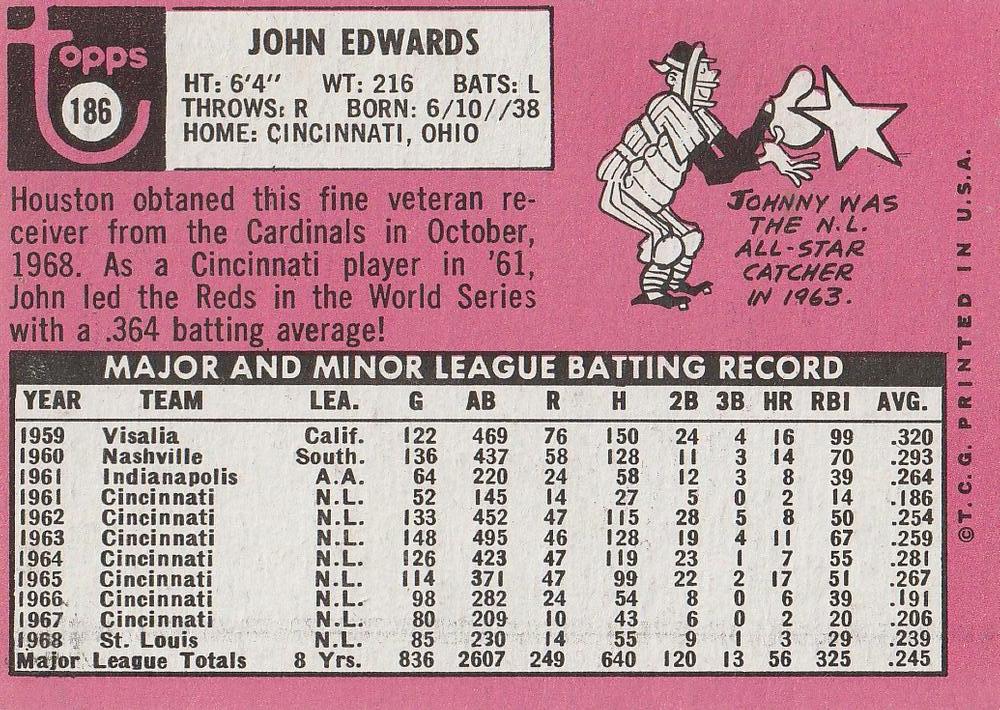 Topps
186
JOHN EDWARDS
HT: 6'4" WT: 216 BATS: L
THROWS: R BORN: 6/10//38
HOME: CINCINNATI, OHIO
Houston obtaned this fine veteran re-
ceiver from the Cardinals in October,
1968. As a Cincinnati player in '61,
John led the Reds in the World Series
with a .364 batting average!
JOHNNY WAS
THE N.L.
ALL-STAR
CATCHER
IN 1963.
MAJOR AND MINOR LEAGUE BATTING RECORD
YEAR TEAM LEA. G AB R H 2B 3B HR RBI AVG.
1959 Visalia Calif. 122 469 76 150 24 4 16 99 .320
1960 Nashville South. 136 437 58 128 11 3 14 70 .293
1961 Indianapolis A.A. 64 220 24 58 12 3 8 39 .264
1961 Cincinnati N.L. 52 145 14 27 5 0 2 14 .186
1962 Cincinnati N.L. 133 452 47 115 28 5 8 50 .254
1963 Cincinnati N.L. 148 495 46 128 19 4 11 67 .259
1964 Cincinnati N.L. 126 423 47 119 23 1 7 55 .281
1965 Cincinnati N.L. 114 371 47 99 22 2 17 51 .267
1966 Cincinnati N.L. 98 282 24 54 8 0 6 39 .191
1967 Cincinnati N.L. 80 209 10 43 6 0 2 20 .206
1968 St. Louis N.L. 85 230 14 55 9 1 3 29 .239
Major League Totals 8 Yrs. 836 2607 249 640 120 13 56 325 .245
©T.C.G. PRINTED IN U.S.A.